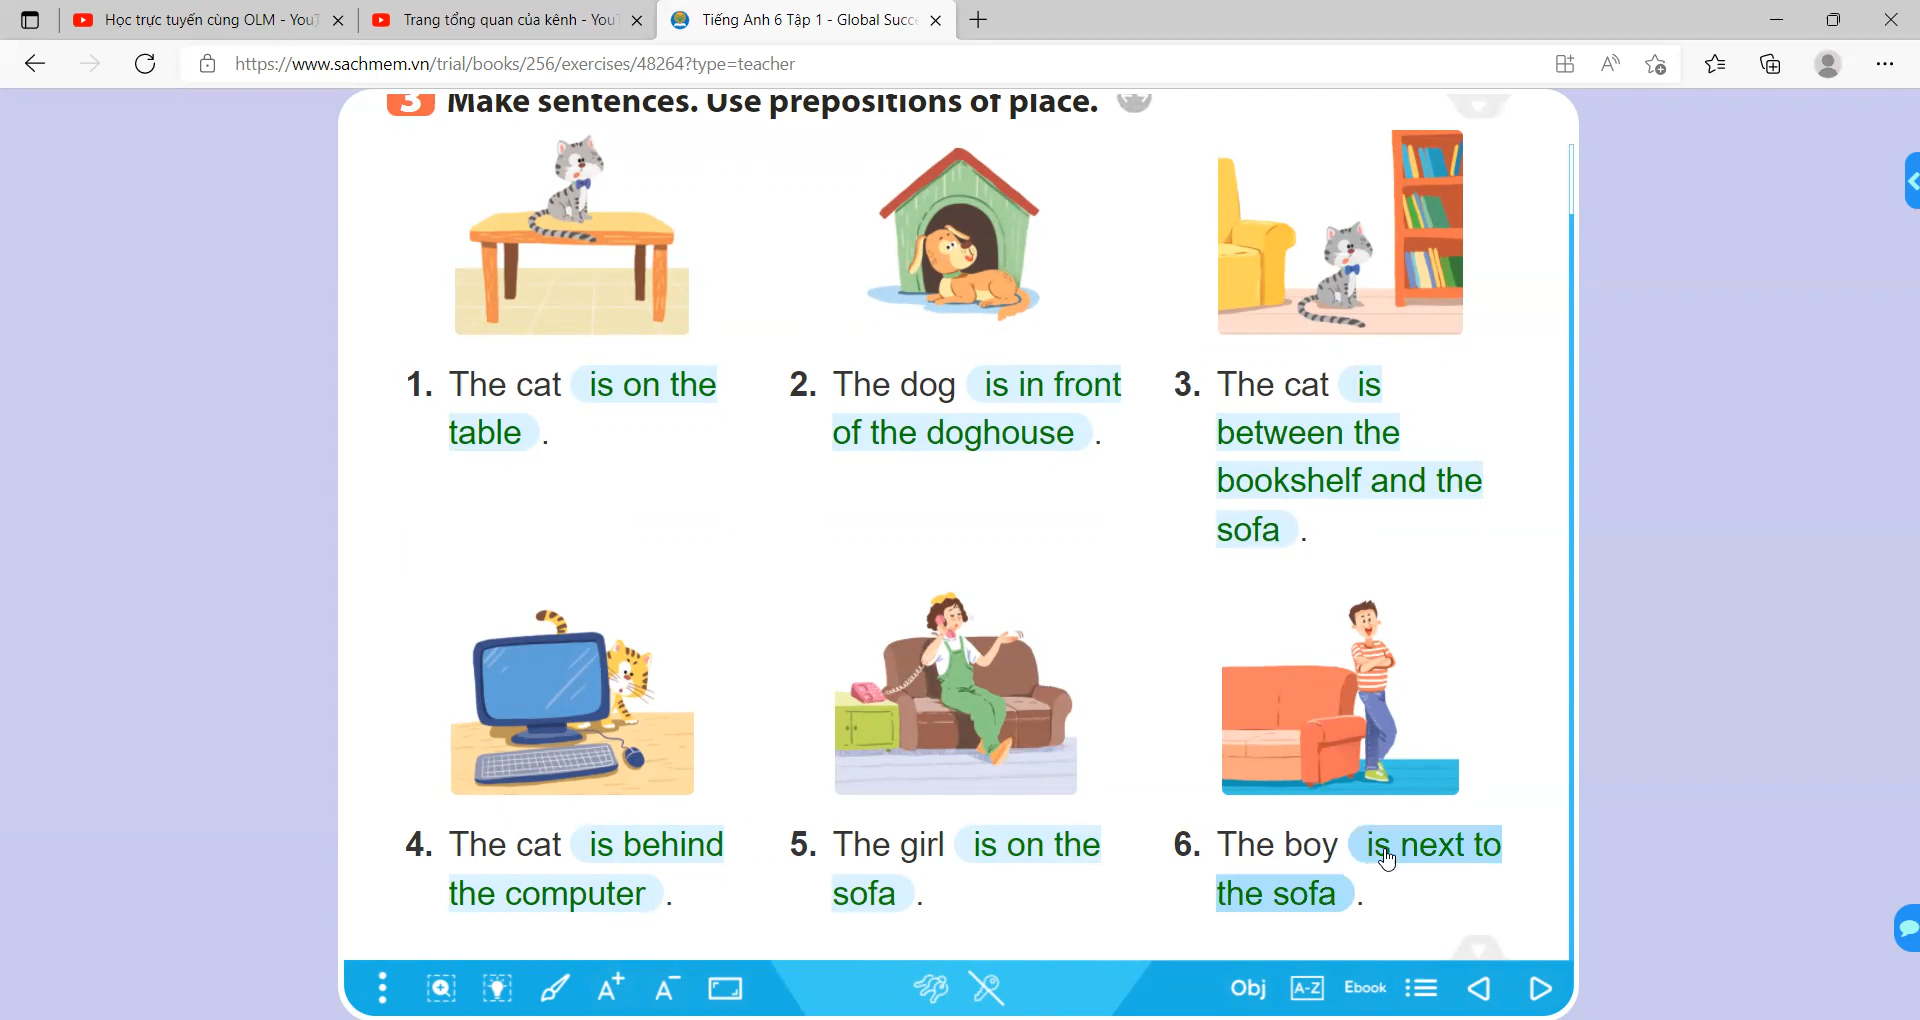 Học trực tuyến cùng OLM - You
Trang tổng quan của kênh - You
Tiếng Anh 6 Tập 1 - Global Succ
https://www.sachmem.vn/trial/books/256/exercises/48264?type=teacher
3 Make sentences. Use prepositions of place.
1. The cat is on the
table .
2. The dog is in front
of the doghouse .
3. The cat is
between the
bookshelf and the
sofa .
4. The cat is behind
the computer .
5. The girl is on the
sofa .
6. The boy is next to
the sofa .
A+ A- Obj A-Z Ebook